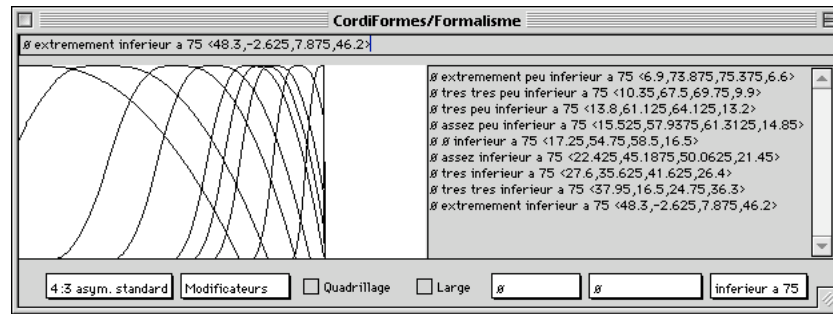 CordiFormes/Formalisme
ø extremement inferieur a 75 <48.3,-2.625,7.875,46.2>
ø extremement peu inferieur a 75 <6.9,73.875,75.375,6.6>
ø tres tres peu inferieur a 75 <10.35,67.5,69.75,9.9>
ø tres peu inferieur a 75 <13.8,61.125,64.125,13.2>
ø assez peu inferieur a 75 <15.525,57.9375,61.3125,14.85>
ø ø inferieur a 75 <17.25,54.75,58.5,16.5>
ø assez inferieur a 75 <22.425,45.1875,50.0625,21.45>
ø tres inferieur a 75 <27.6,35.625,41.625,26.4>
ø tres tres inferieur a 75 <37.95,16.5,24.75,36.3>
ø extremement inferieur a 75 <48.3,-2.625,7.875,46.2>
4:3 asym. standard Modificateurs Quadrillage Large ø ø inferieur a 75